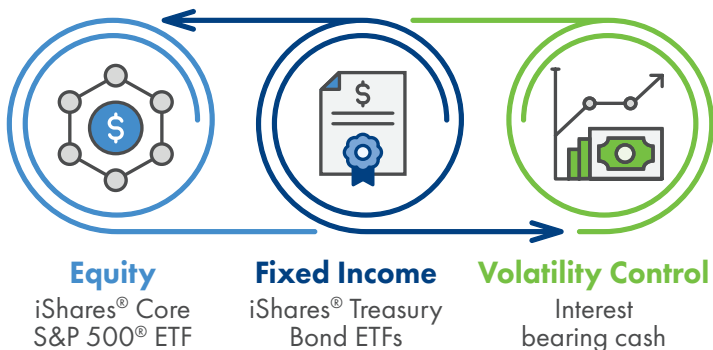 $
$
Equity
iShares® Core
S&P 500® ETF
Fixed Income
iShares® Treasury
Bond ETFs
Volatility Control
Interest
bearing cash